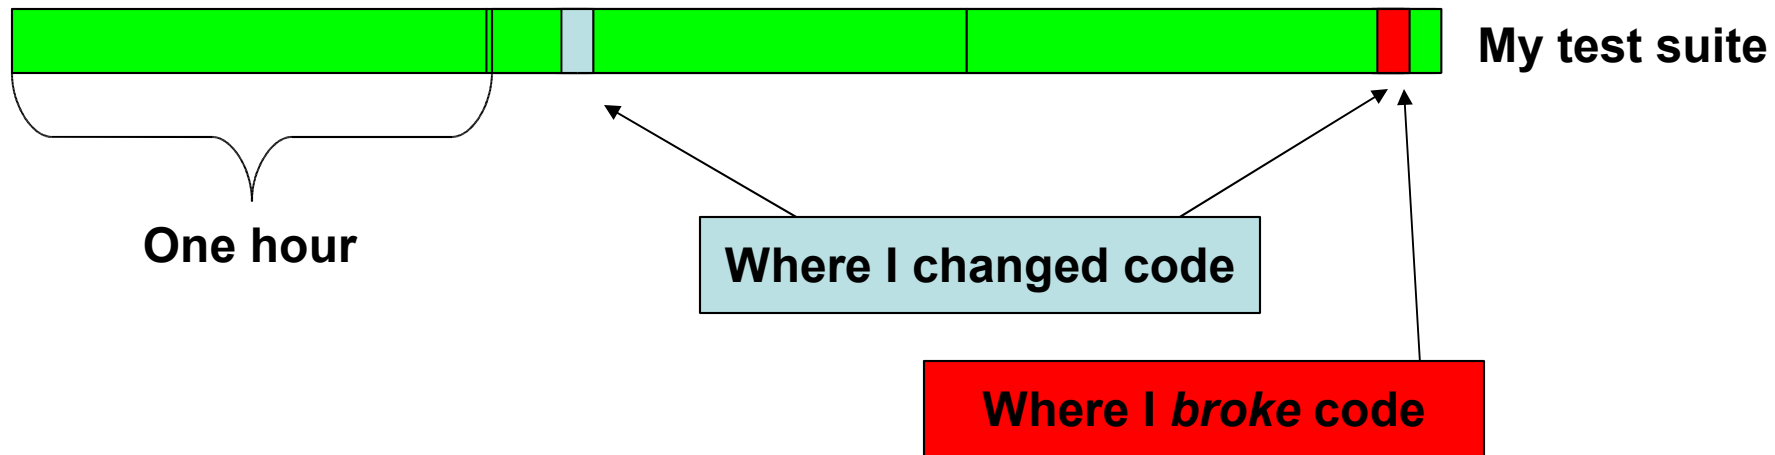 My test suite
One hour
Where I changed code
Where I broke code